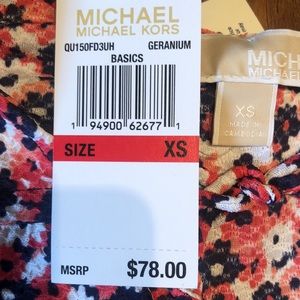 MICHAEL
MICHAEL KORS
QU150FD3UH GERANIUM
BASICS
1 94900 62677 1
SIZE XS
MSRP $78.00
MICH
MICHAEL
XS
MADE IN
CAMBODIA